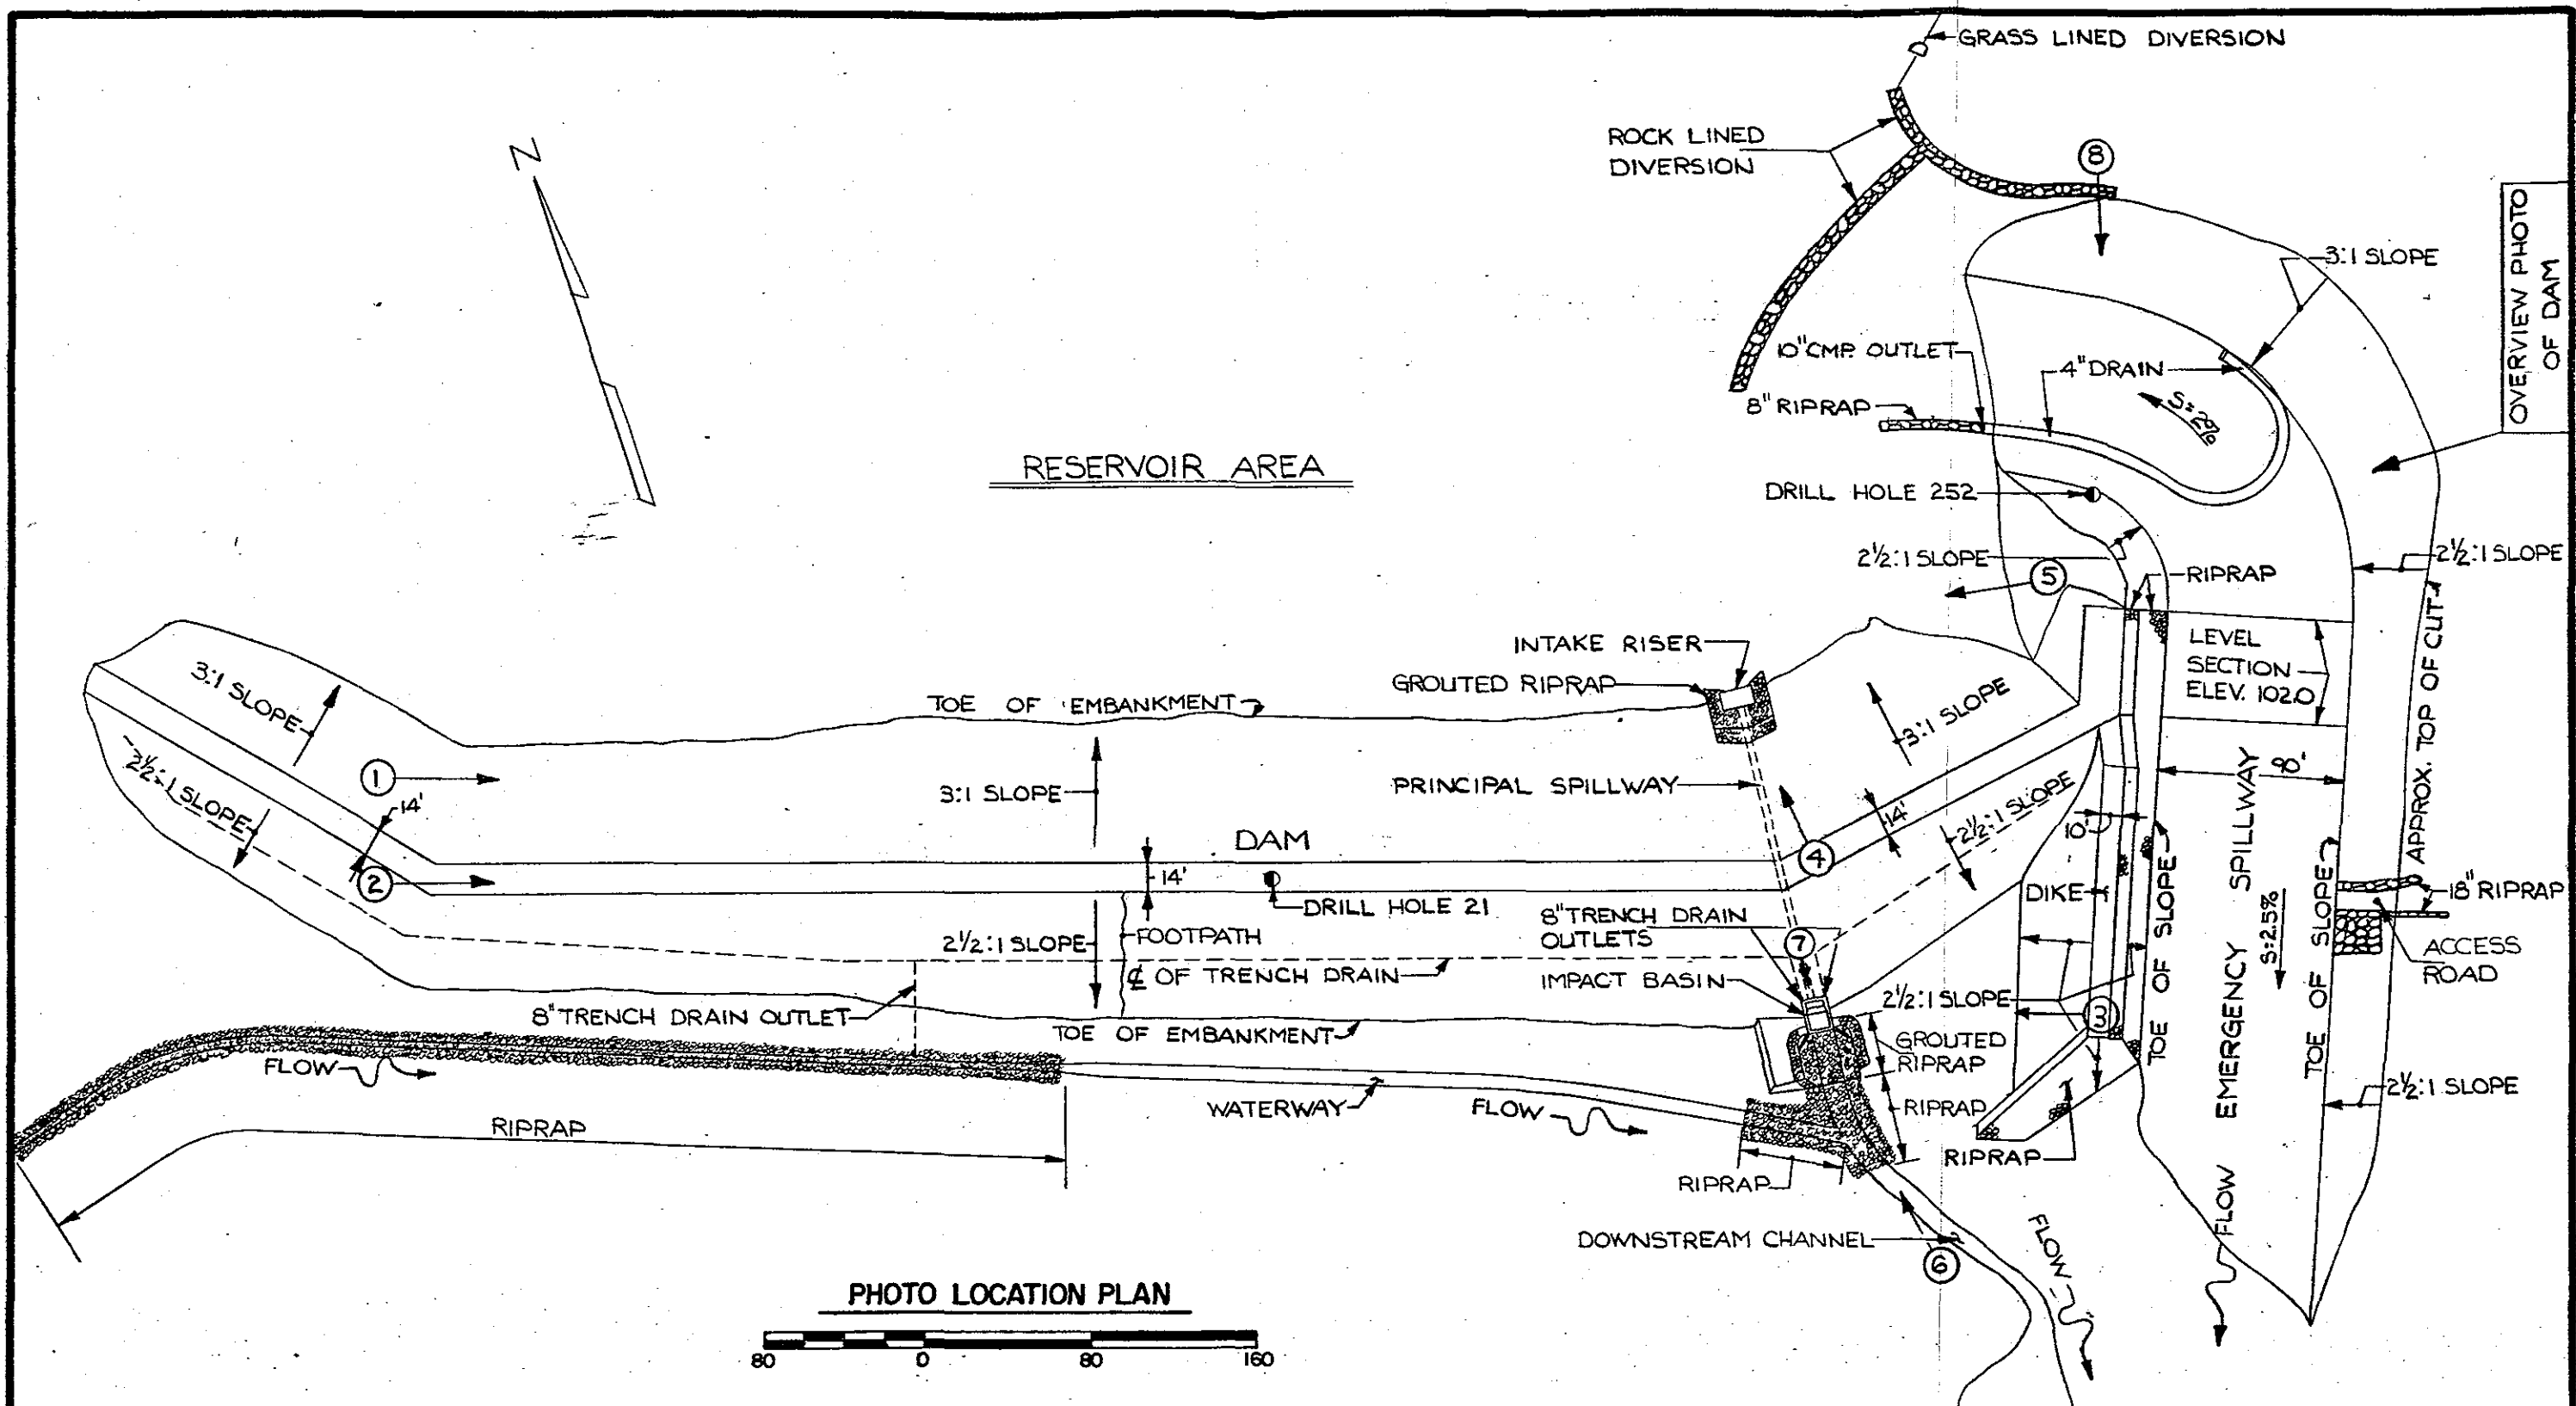 GRASS LINED DIVERSION
ROCK LINED
DIVERSION
8
N
3:1 SLOPE
OVERVIEW PHOTO
OF DAM
10" CMP. OUTLET
4" DRAIN
8" RIPRAP
S=2%
RESERVOIR AREA
DRILL HOLE 252
2½:1 SLOPE
2½:1 SLOPE
5
RIPRAP
INTAKE RISER
GROUTED RIPRAP
LEVEL
SECTION
ELEV. 102.0
APPROX. TOP OF CUT
TOE OF EMBANKMENT
3:1 SLOPE
3:1 SLOPE
2½:1 SLOPE
1
14'
3:1 SLOPE
PRINCIPAL SPILLWAY
90'
14'
2½:1 SLOPE
10'
DAM
4
2
14'
DRILL HOLE 21
DIKE
18" RIPRAP
8" TRENCH DRAIN
OUTLETS
7
2½:1 SLOPE
FOOTPATH
℄ OF TRENCH DRAIN
IMPACT BASIN
ACCESS
ROAD
TOE OF SLOPE
TOE OF SLOPE
S=2.5%
FLOW EMERGENCY SPILLWAY
8" TRENCH DRAIN OUTLET
TOE OF EMBANKMENT
2½:1 SLOPE
3
GROUTED
RIPRAP
FLOW
WATERWAY
FLOW
RIPRAP
2½:1 SLOPE
RIPRAP
RIPRAP
RIPRAP
DOWNSTREAM CHANNEL
6
FLOW
PHOTO LOCATION PLAN
80 0 80 160